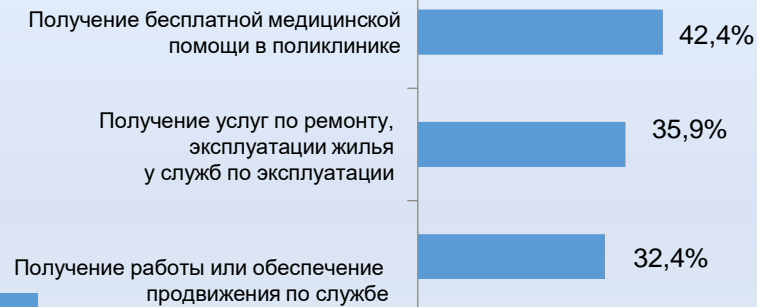 Получение бесплатной медицинской
помощи в поликлинике
42,4%
Получение услуг по ремонту,
эксплуатации жилья
у служб по эксплуатации
35,9%
Получение работы или обеспечение
продвижения по службе
32,4%